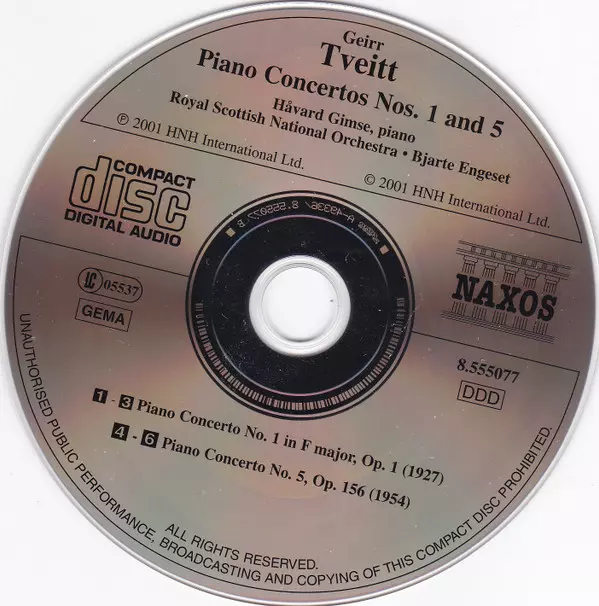 Geirr
Tveitt
Piano Concertos Nos. 1 and 5
Håvard Gimse, piano
Royal Scottish National Orchestra • Bjarte Engeset
℗ 2001 HNH International Ltd.
© 2001 HNH International Ltd.
COMPACT
disc
DIGITAL AUDIO
LC 05537
GEMA
NAXOS
8.555077
DDD
1 - 3 Piano Concerto No. 1 in F major, Op. 1 (1927)
4 - 6 Piano Concerto No. 5, Op. 156 (1954)
ALL RIGHTS RESERVED.
UNAUTHORISED PUBLIC PERFORMANCE, BROADCASTING AND COPYING OF THIS COMPACT DISC PROHIBITED.